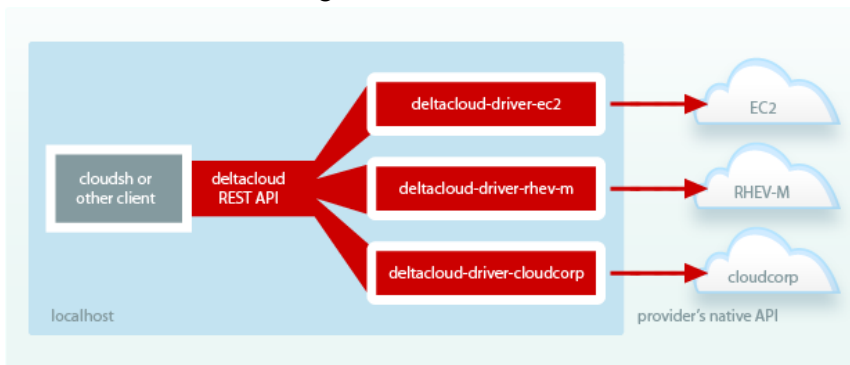 deltacloud-driver-ec2
EC2
cloudsh or
other client
deltacloud
REST API
deltacloud-driver-rhev-m
RHEV-M
deltacloud-driver-cloudcorp
cloudcorp
localhost
provider's native API